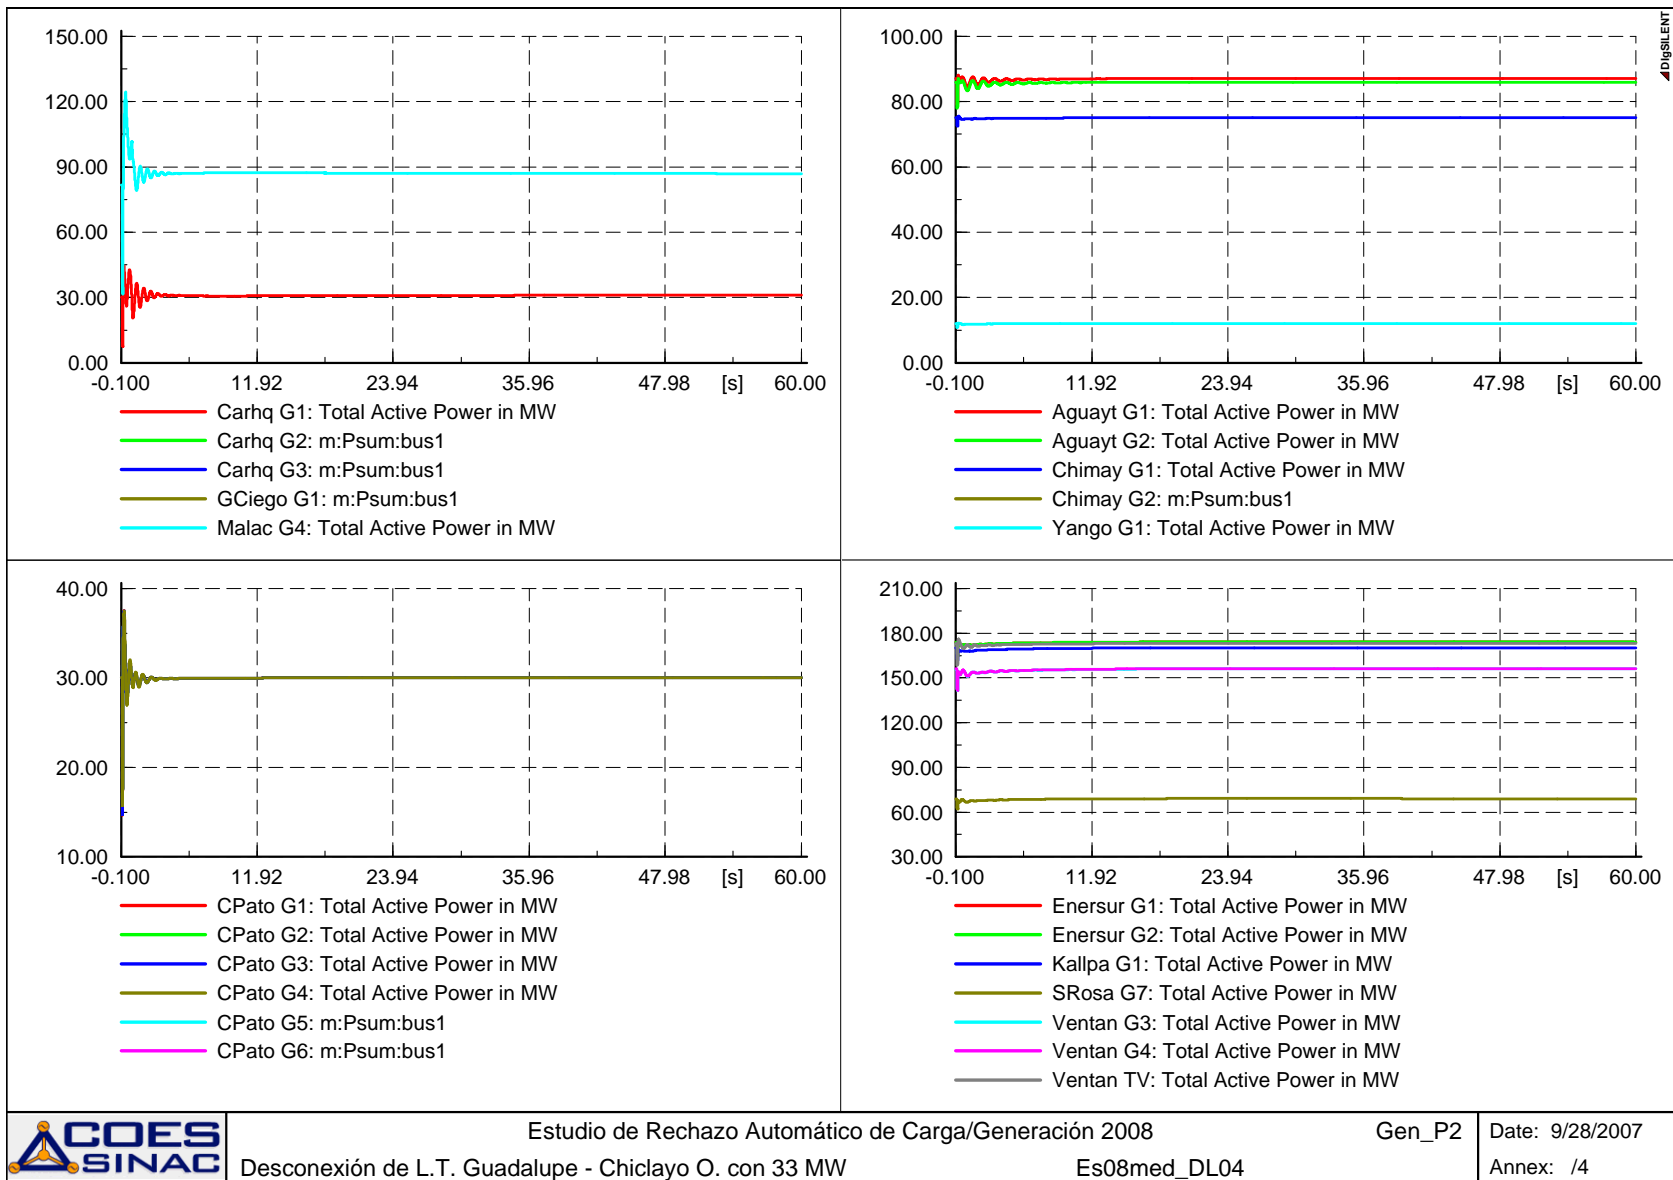 DIgSILENT
150.00
120.00
90.00
60.00
30.00
0.00
-0.100 11.92 23.94 35.96 47.98 [s] 60.00
Carhq G1: Total Active Power in MW
Carhq G2: m:Psum:bus1
Carhq G3: m:Psum:bus1
GCiego G1: m:Psum:bus1
Malac G4: Total Active Power in MW
100.00
80.00
60.00
40.00
20.00
0.00
-0.100 11.92 23.94 35.96 47.98 [s] 60.00
Aguayt G1: Total Active Power in MW
Aguayt G2: Total Active Power in MW
Chimay G1: Total Active Power in MW
Chimay G2: m:Psum:bus1
Yango G1: Total Active Power in MW
40.00
30.00
20.00
10.00
-0.100 11.92 23.94 35.96 47.98 [s] 60.00
CPato G1: Total Active Power in MW
CPato G2: Total Active Power in MW
CPato G3: Total Active Power in MW
CPato G4: Total Active Power in MW
CPato G5: m:Psum:bus1
CPato G6: m:Psum:bus1
210.00
180.00
150.00
120.00
90.00
60.00
30.00
-0.100 11.92 23.94 35.96 47.98 [s] 60.00
Enersur G1: Total Active Power in MW
Enersur G2: Total Active Power in MW
Kallpa G1: Total Active Power in MW
SRosa G7: Total Active Power in MW
Ventan G3: Total Active Power in MW
Ventan G4: Total Active Power in MW
Ventan TV: Total Active Power in MW
COES
SINAC
Estudio de Rechazo Automático de Carga/Generación 2008 Gen_P2
Desconexión de L.T. Guadalupe - Chiclayo O. con 33 MW Es08med_DL04
Date: 9/28/2007
Annex: /4